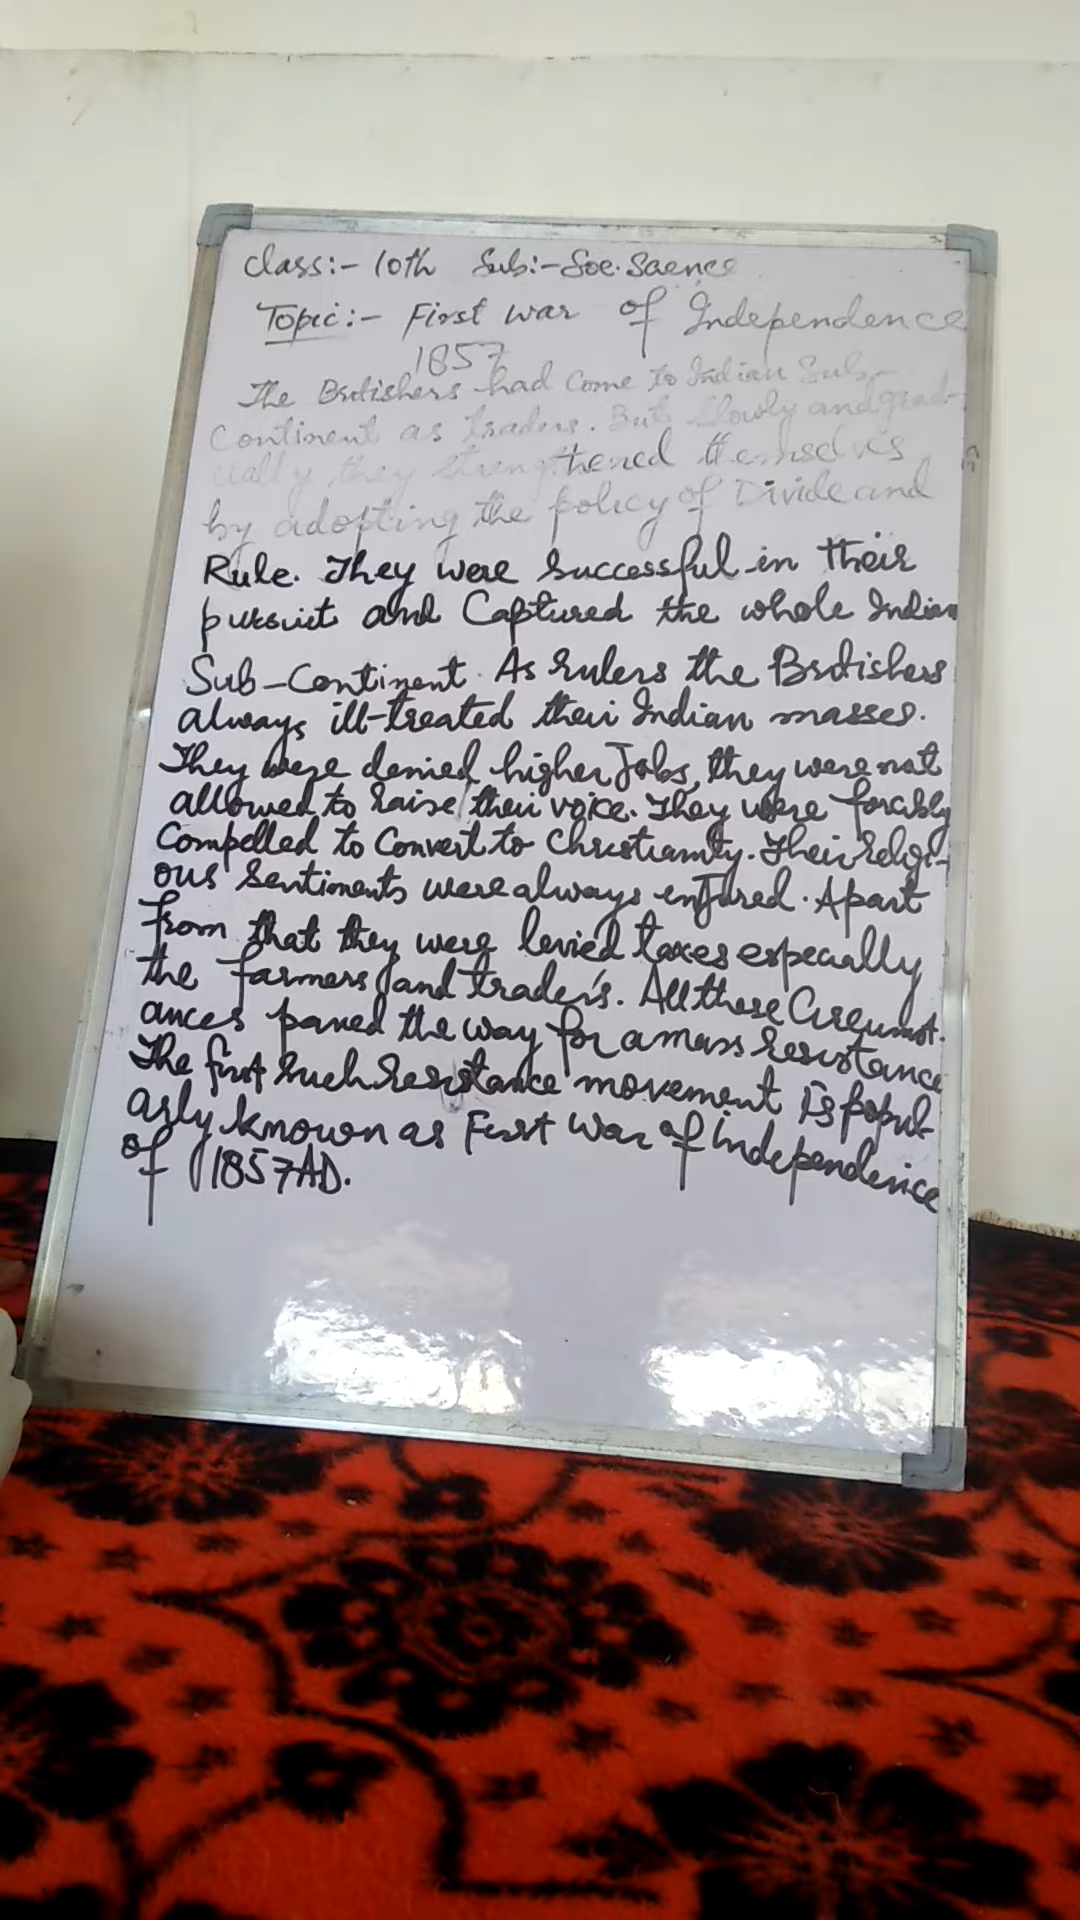 Class:- 10th Sub:- Soc. Science
Topic:- First war of Independence
1857
The Britishers had come to Indian Sub-
Continent as traders. But slowly and grad-
ually they strengthened themselves
by adopting the policy of Divide and
Rule. They were successful in their
pursuit and Captured the whole Indian
Sub-Continent. As rulers the Britishers
always ill-treated their Indian masses.
They were denied higher Jobs, they were not
allowed to raise their voice. They were forcibly
Compelled to Convert to Christianity. Their religi-
ous sentiments were always enjured. Apart
from that they were levied taxes especially
the farmers and trader's. All these Circumst-
ances paved the way for a mass resistance
The first such resistance movement is popul-
arly known as First War of independence
of 1857AD.